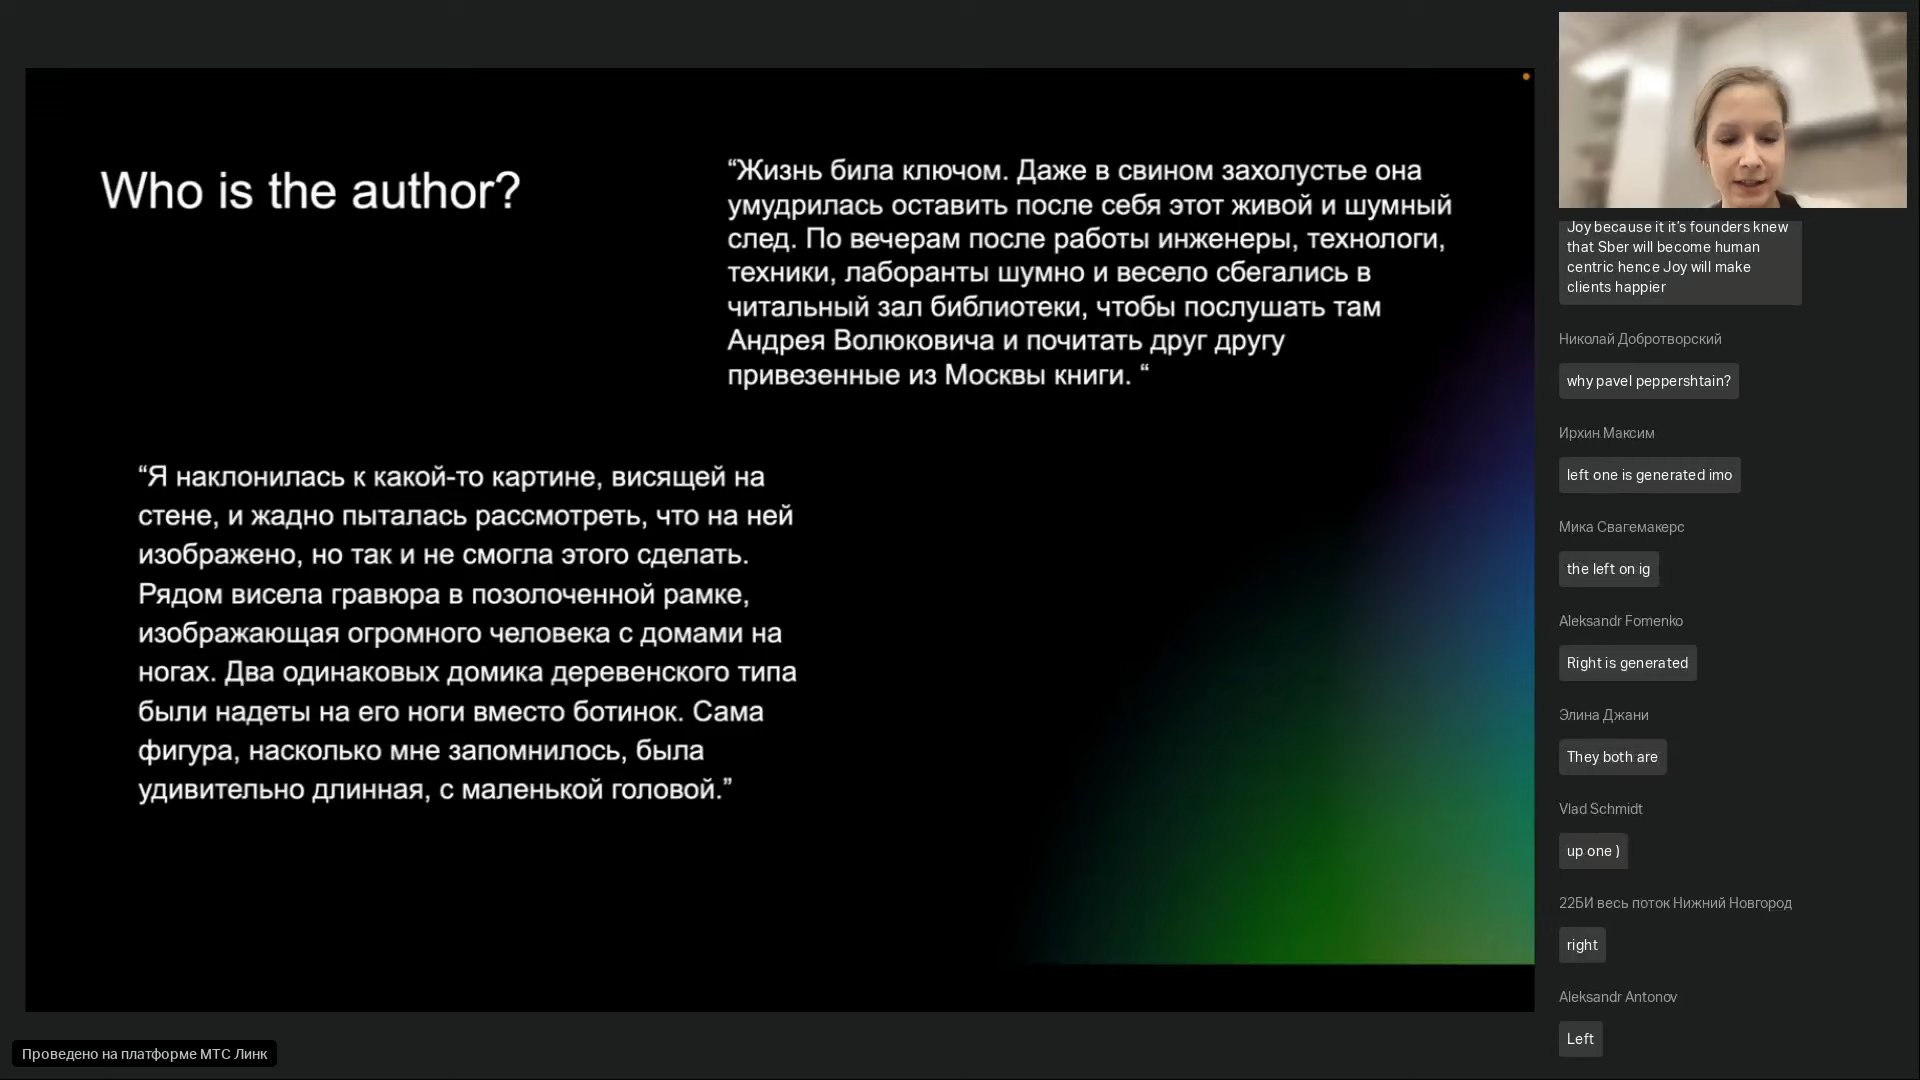 Who is the author?
“Жизнь била ключом. Даже в свином захолустье она
умудрилась оставить после себя этот живой и шумный
след. По вечерам после работы инженеры, технологи,
техники, лаборанты шумно и весело сбегались в
читальный зал библиотеки, чтобы послушать там
Андрея Волюковича и почитать друг другу
привезенные из Москвы книги. “
“Я наклонилась к какой-то картине, висящей на
стене, и жадно пыталась рассмотреть, что на ней
изображено, но так и не смогла этого сделать.
Рядом висела гравюра в позолоченной рамке,
изображающая огромного человека с домами на
ногах. Два одинаковых домика деревенского типа
были надеты на его ноги вместо ботинок. Сама
фигура, насколько мне запомнилось, была
удивительно длинная, с маленькой головой.”
Joy because it it's founders knew
that Sber will become human
centric hence Joy will make
clients happier
Николай Добротворский
why pavel peppershtain?
Ирхин Максим
left one is generated imo
Мика Свагемакерс
the left on ig
Aleksandr Fomenko
Right is generated
Элина Джани
They both are
Vlad Schmidt
up one )
22БИ весь поток Нижний Новгород
right
Aleksandr Antonov
Left
Проведено на платформе МТС Линк